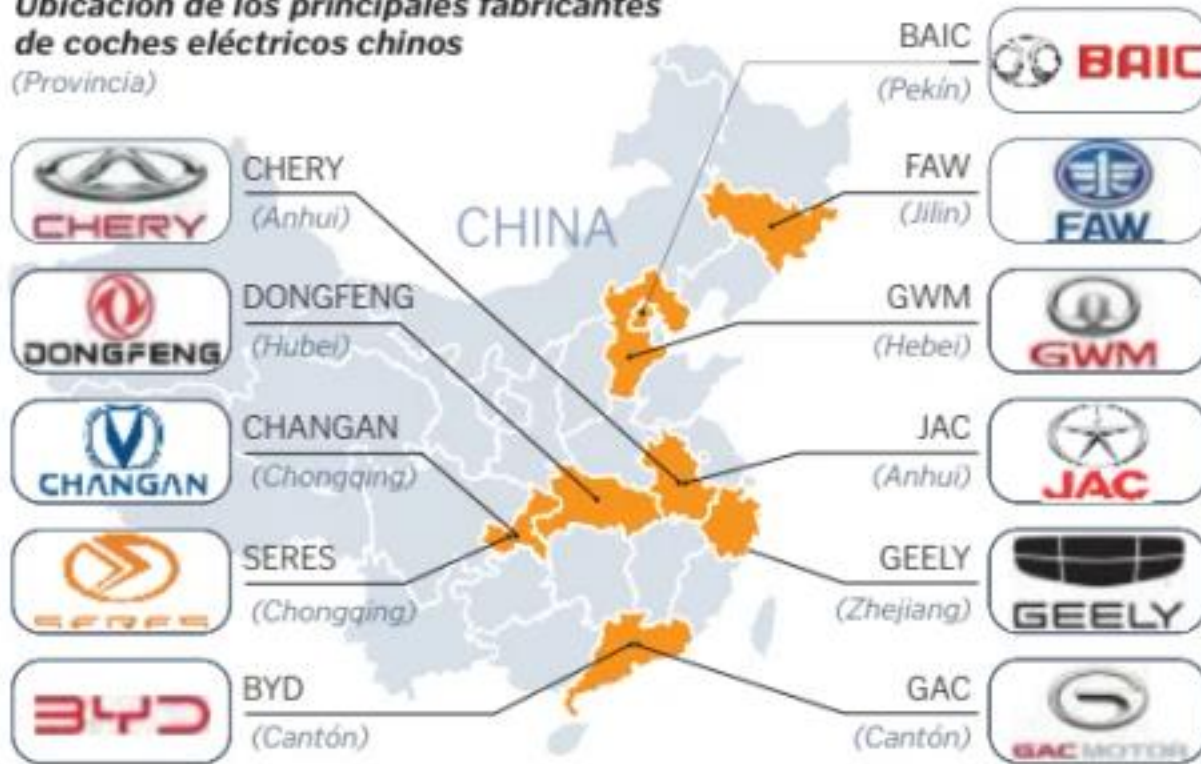 Ubicación de los principales fabricantes
de coches eléctricos chinos
(Provincia)
CHERY
CHERY
(Anhui)
DONGFENG
DONGFENG
(Hubei)
CHANGAN
CHANGAN
(Chongqing)
SERES
SERES
(Chongqing)
BYD
BYD
(Cantón)
CHINA
BAIC
(Pekín)
BAIC
FAW
(Jilin)
FAW
GWM
(Hebei)
GWM
JAC
(Anhui)
JAC
GEELY
(Zhejiang)
GEELY
GAC
(Cantón)
GAC MOTOR